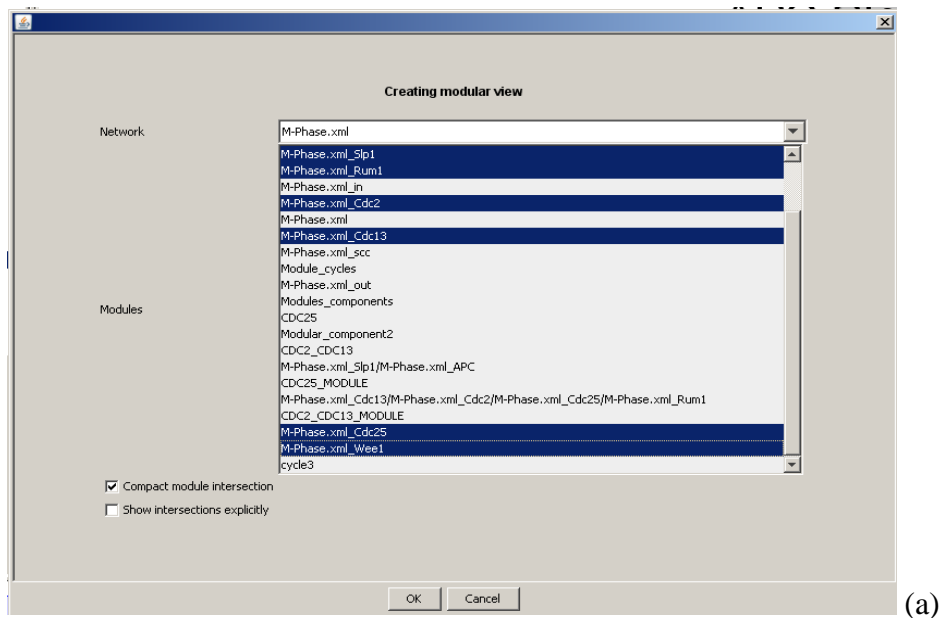 Creating modular view
Network
M-Phase.xml
M-Phase.xml_Slp1
M-Phase.xml_Rum1
M-Phase.xml_in
M-Phase.xml_Cdc2
M-Phase.xml
M-Phase.xml_Cdc13
M-Phase.xml_scc
Module_cycles
M-Phase.xml_out
Modules
Modules_components
CDC25
Modular_component2
CDC2_CDC13
M-Phase.xml_Slp1/M-Phase.xml_APC
CDC25_MODULE
M-Phase.xml_Cdc13/M-Phase.xml_Cdc2/M-Phase.xml_Cdc25/M-Phase.xml_Rum1
CDC2_CDC13_MODULE
M-Phase.xml_Cdc25
M-Phase.xml_Wee1
cycle3
Compact module intersection
Show intersections explicitly
OK Cancel
(a)